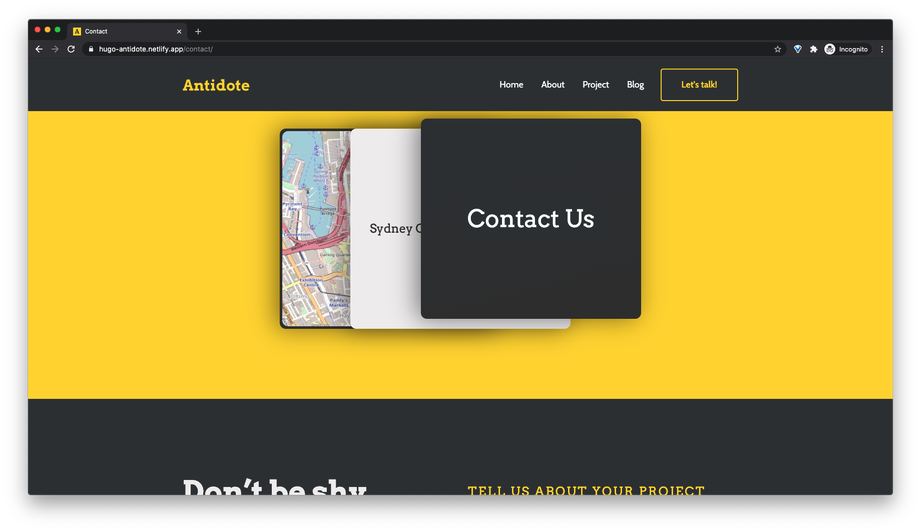 Contact
hugo-antidote.netlify.app/contact/
Incognito
Antidote
Home
About
Project
Blog
Let's talk!
Sydney
Contact Us
Don't be shy
TELL US ABOUT YOUR PROJECT